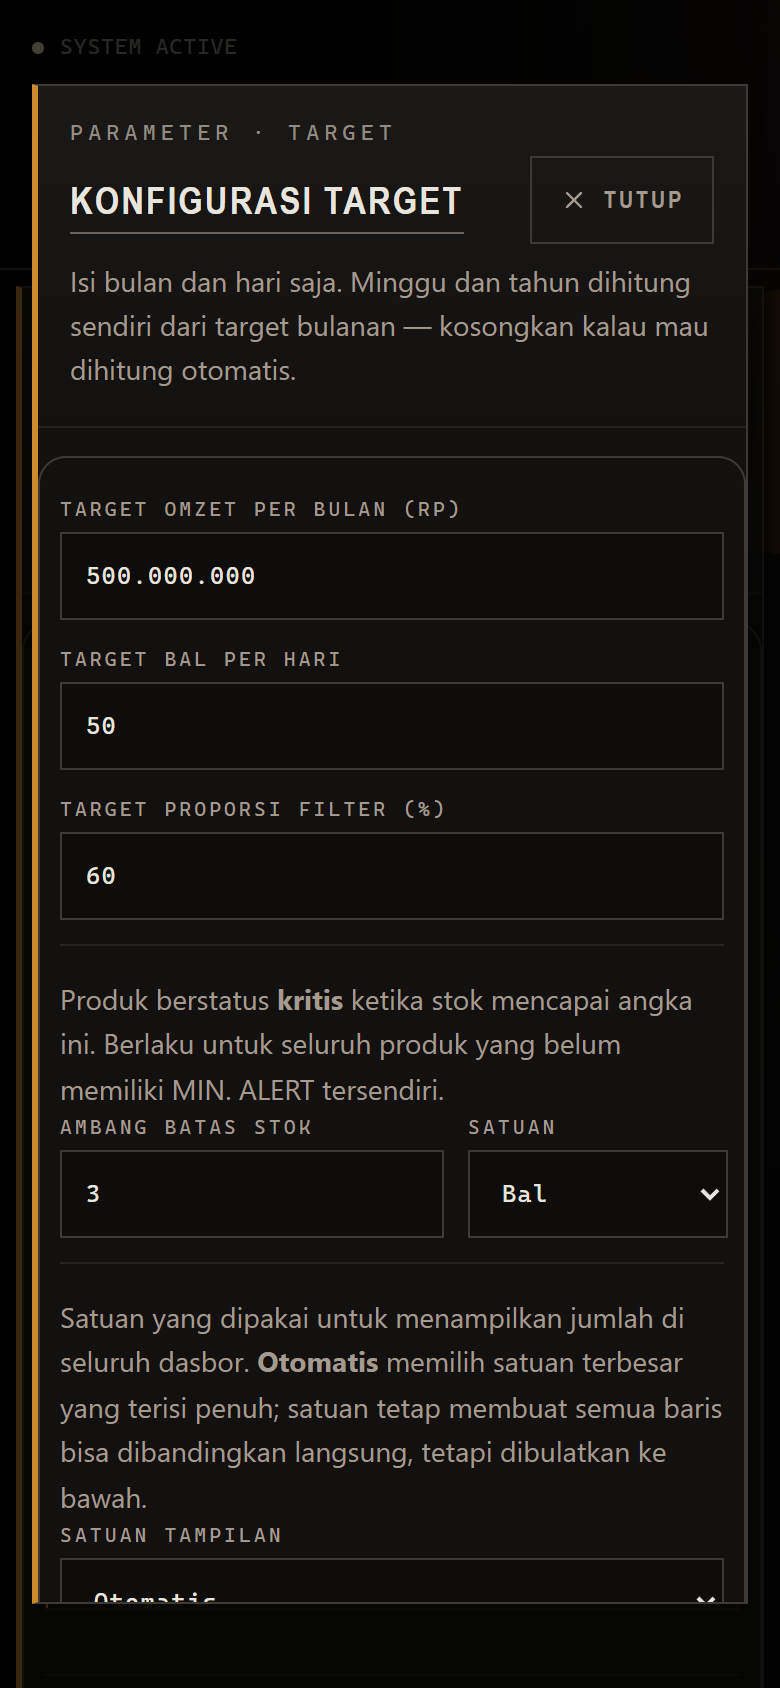 SYSTEM ACTIVE
PARAMETER · TARGET
KONFIGURASI TARGET
TUTUP
Isi bulan dan hari saja. Minggu dan tahun dihitung
sendiri dari target bulanan — kosongkan kalau mau
dihitung otomatis.
TARGET OMZET PER BULAN (RP)
500.000.000
TARGET BAL PER HARI
50
TARGET PROPORSI FILTER (%)
60
Produk berstatus kritis ketika stok mencapai angka
ini. Berlaku untuk seluruh produk yang belum
memiliki MIN. ALERT tersendiri.
AMBANG BATAS STOK
SATUAN
3
Bal
Satuan yang dipakai untuk menampilkan jumlah di
seluruh dasbor. Otomatis memilih satuan terbesar
yang terisi penuh; satuan tetap membuat semua baris
bisa dibandingkan langsung, tetapi dibulatkan ke
bawah.
SATUAN TAMPILAN
Otomatis